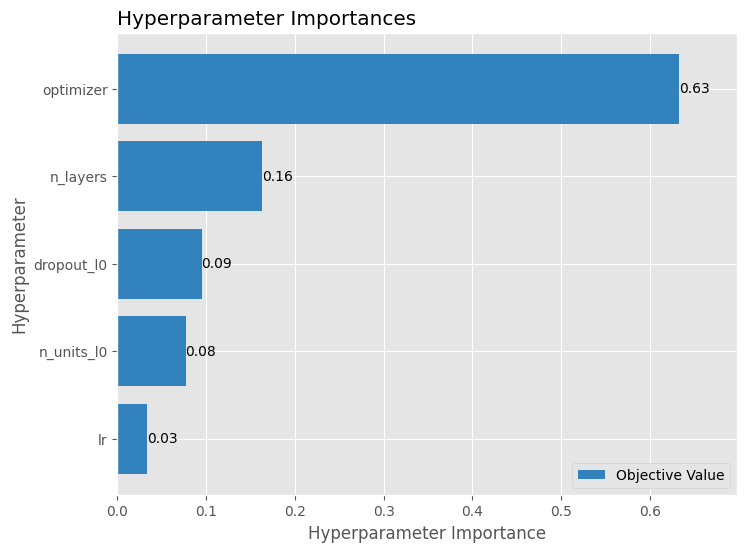 Hyperparameter Importances
optimizer
0.63
n_layers
0.16
dropout_l0
0.09
n_units_l0
0.08
lr
0.03
Hyperparameter
Objective Value
0.0 0.1 0.2 0.3 0.4 0.5 0.6
Hyperparameter Importance